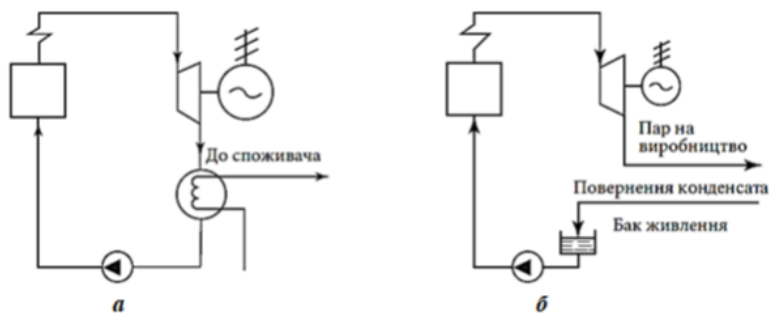 До споживача
Пар на
виробництво
Повернення конденсата
Бак живлення
а
б